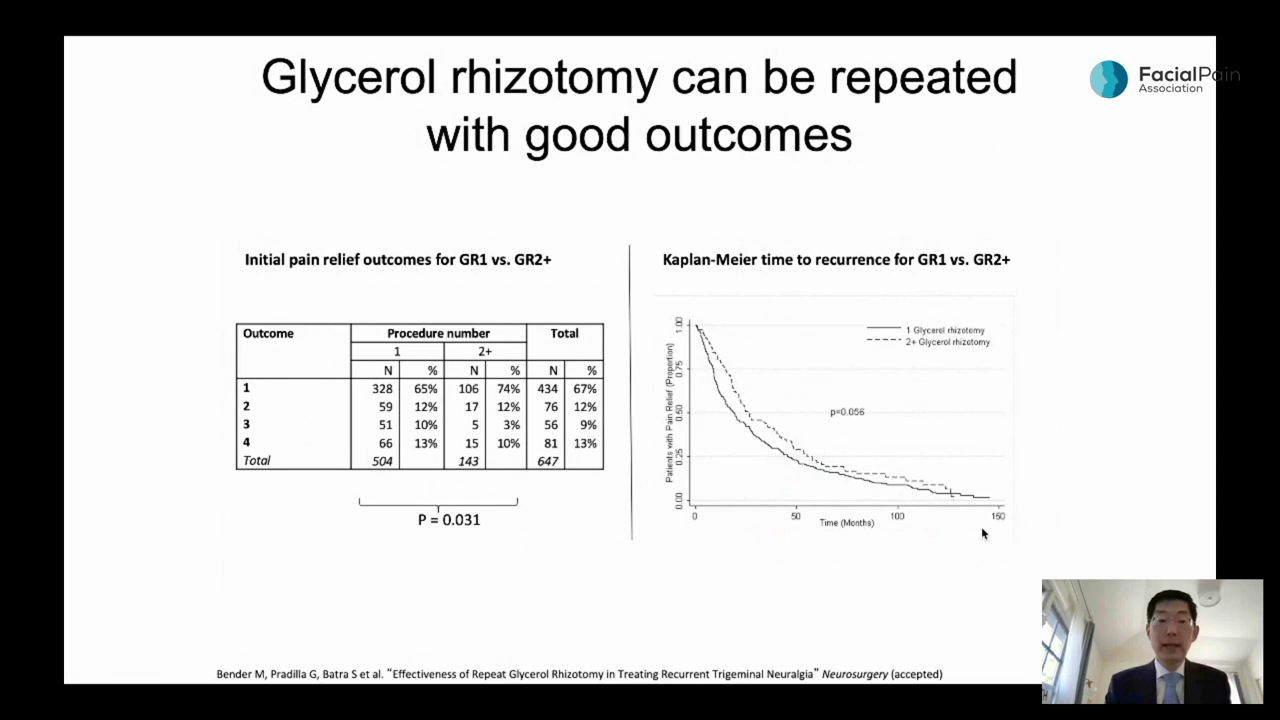 Glycerol rhizotomy can be repeated
with good outcomes
FacialPain
Association
Initial pain relief outcomes for GR1 vs. GR2+
Outcome Procedure number Total
1 2+
N % N % N %
1 328 65% 106 74% 434 67%
2 59 12% 17 12% 76 12%
3 51 10% 5 3% 56 9%
4 66 13% 15 10% 81 13%
Total 504 143 647
P = 0.031
Kaplan-Meier time to recurrence for GR1 vs. GR2+
Patients with Pain Relief (Proportion)
1.00
0.75
0.50
0.25
0.00
1 Glycerol rhizotomy
2+ Glycerol rhizotomy
p=0.056
0 50 100 150
Time (Months)
Bender M, Pradilla G, Batra S et al. “Effectiveness of Repeat Glycerol Rhizotomy in Treating Recurrent Trigeminal Neuralgia” Neurosurgery (accepted)